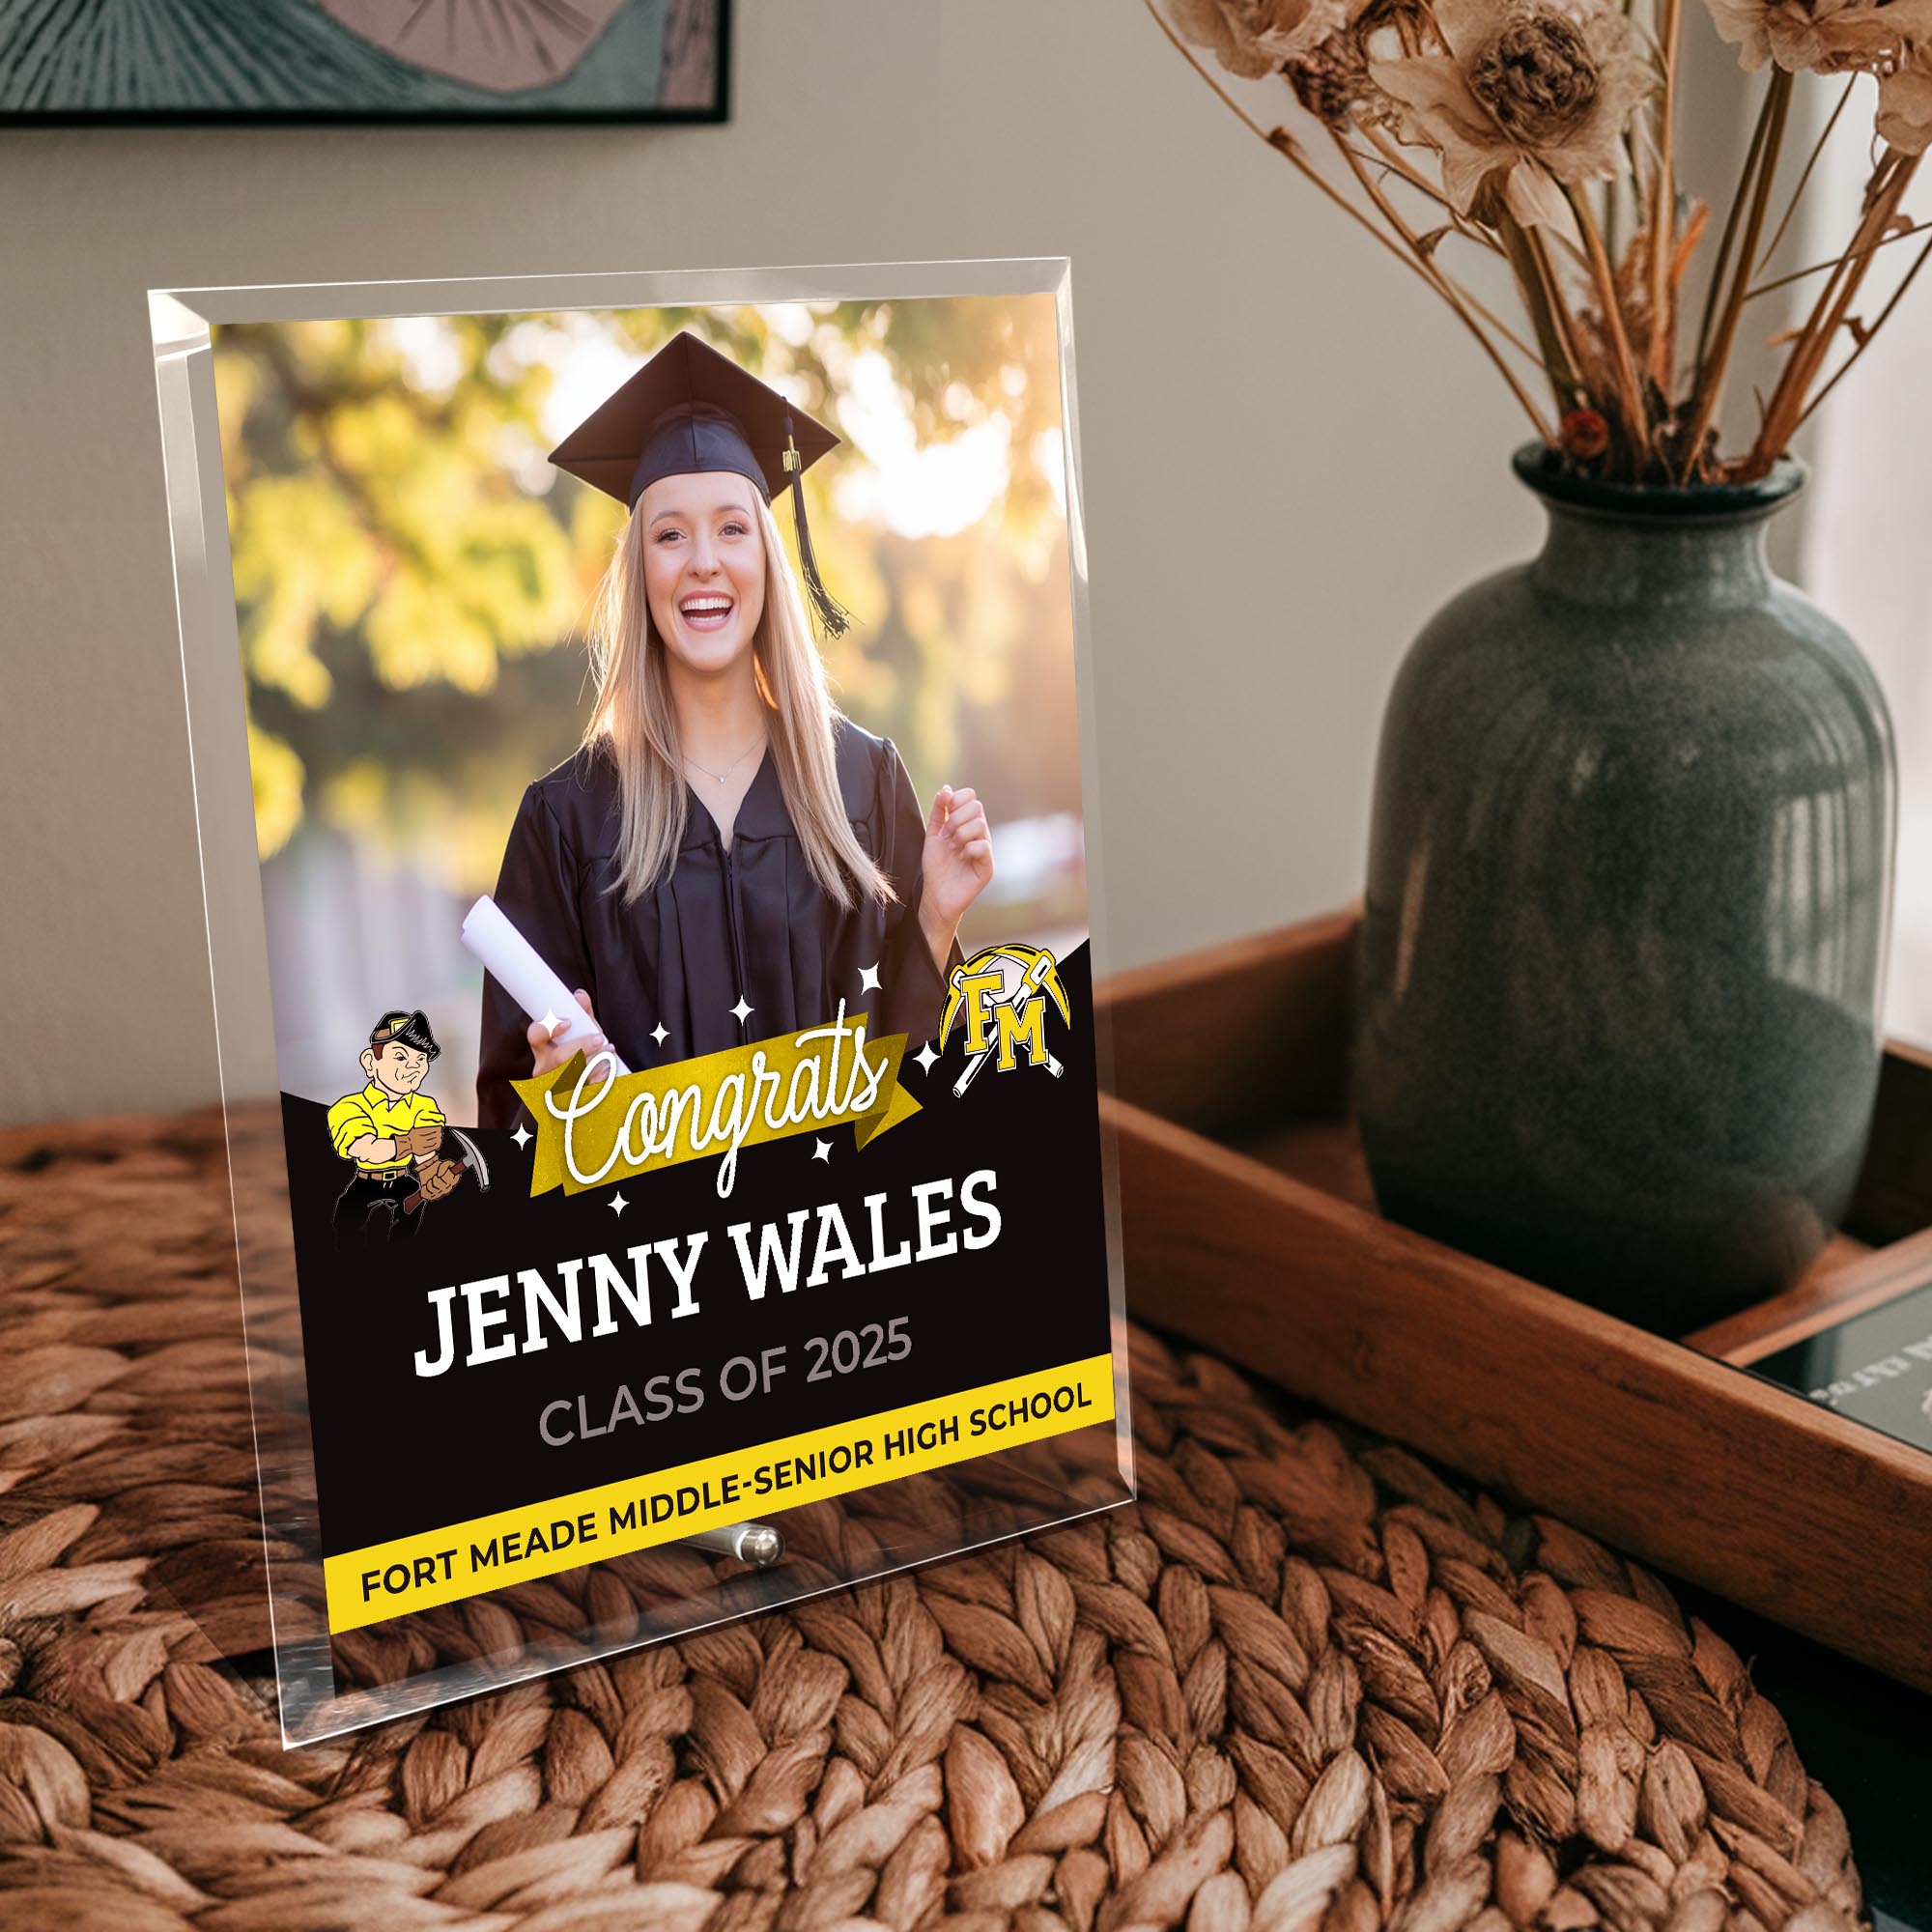 FM
Congrats
JENNY WALES
CLASS OF 2025
FORT MEADE MIDDLE-SENIOR HIGH SCHOOL